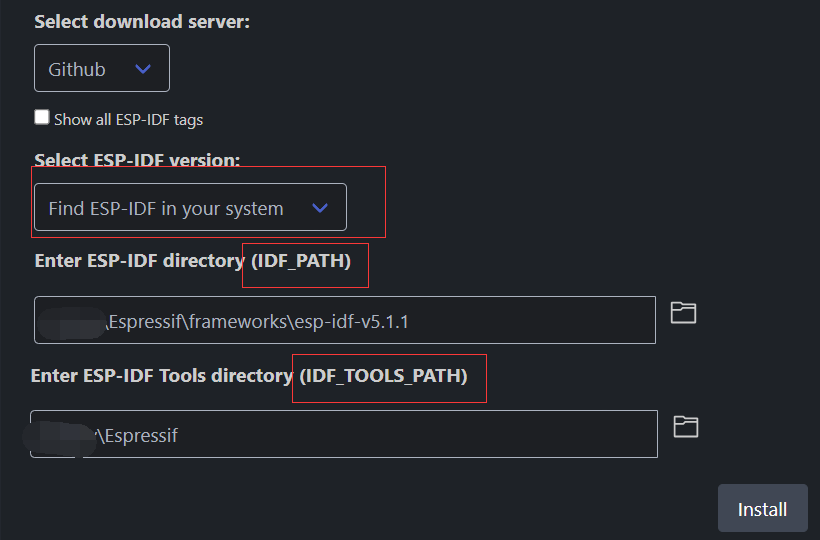 Select download server:
Github
Show all ESP-IDF tags
Select ESP-IDF version:
Find ESP-IDF in your system
Enter ESP-IDF directory (IDF_PATH)
\Espressif\frameworks\esp-idf-v5.1.1
Enter ESP-IDF Tools directory (IDF_TOOLS_PATH)
\Espressif
Install